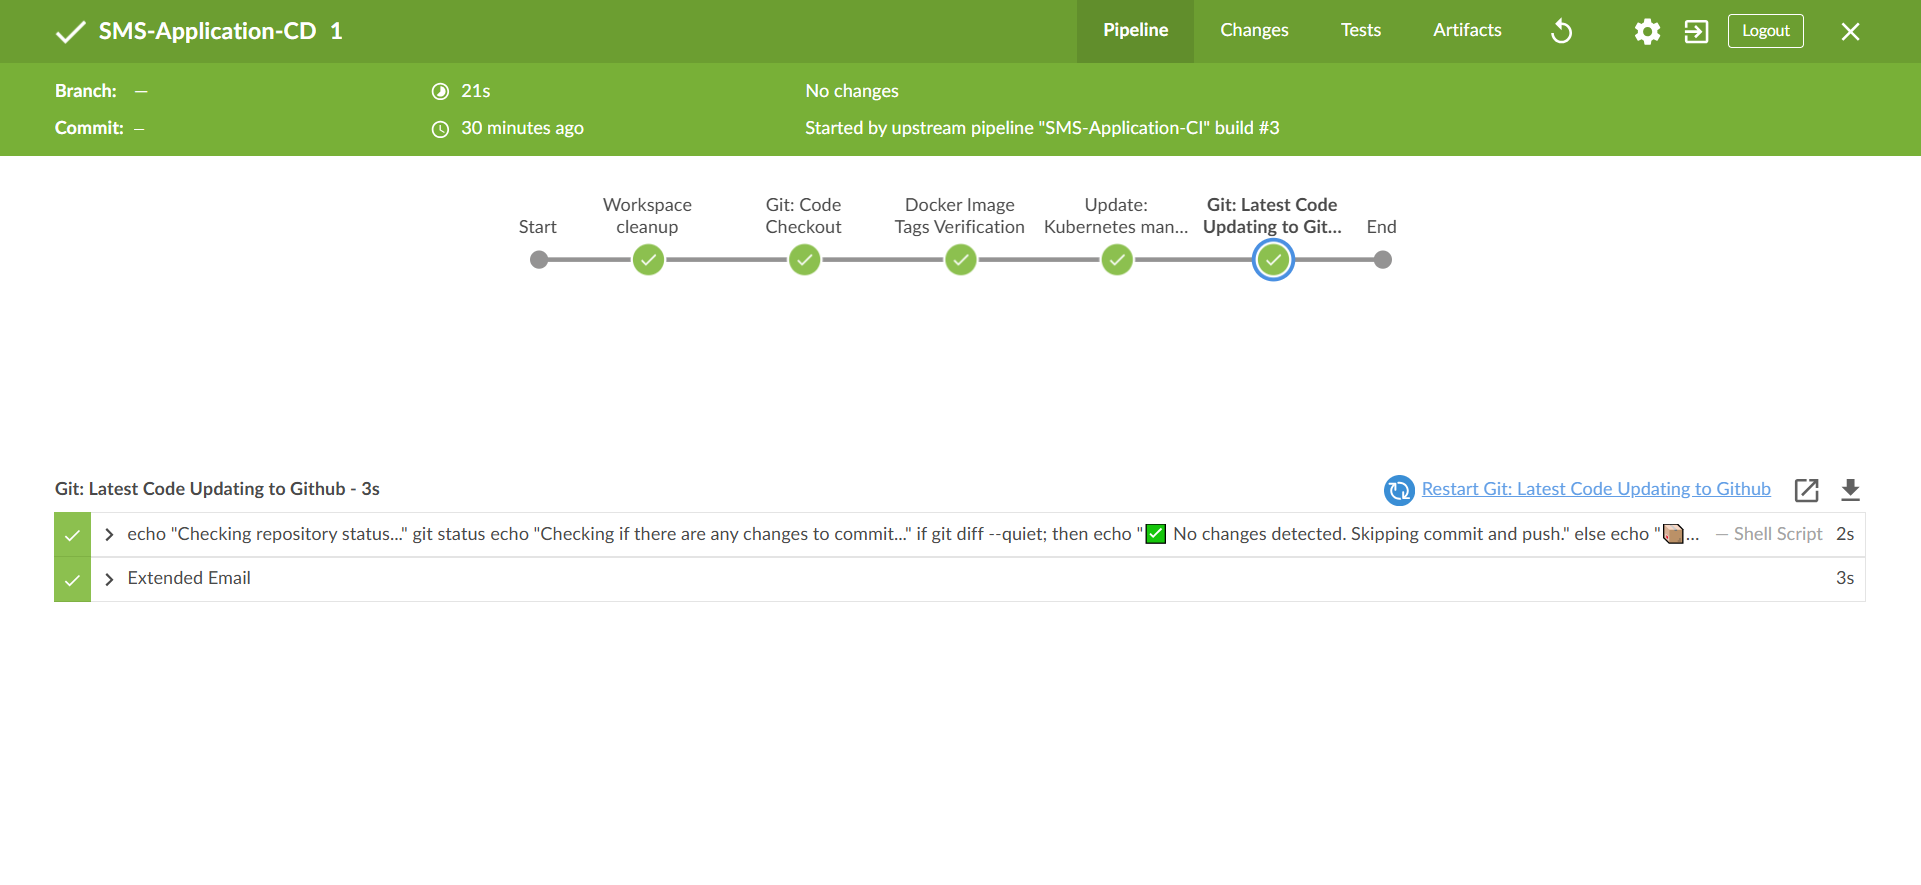 SMS-Application-CD 1
Pipeline
Changes
Tests
Artifacts
Logout
Branch: —
21s
No changes
Commit: –
30 minutes ago
Started by upstream pipeline "SMS-Application-CI" build #3
Start
Workspace
cleanup
Git: Code
Checkout
Docker Image
Tags Verification
Update:
Kubernetes man...
Git: Latest Code
Updating to Git...
End
Git: Latest Code Updating to Github - 3s
Restart Git: Latest Code Updating to Github
echo "Checking repository status..." git status echo "Checking if there are any changes to commit..." if git diff --quiet; then echo "✅ No changes detected. Skipping commit and push." else echo "📦... — Shell Script 2s
Extended Email 3s